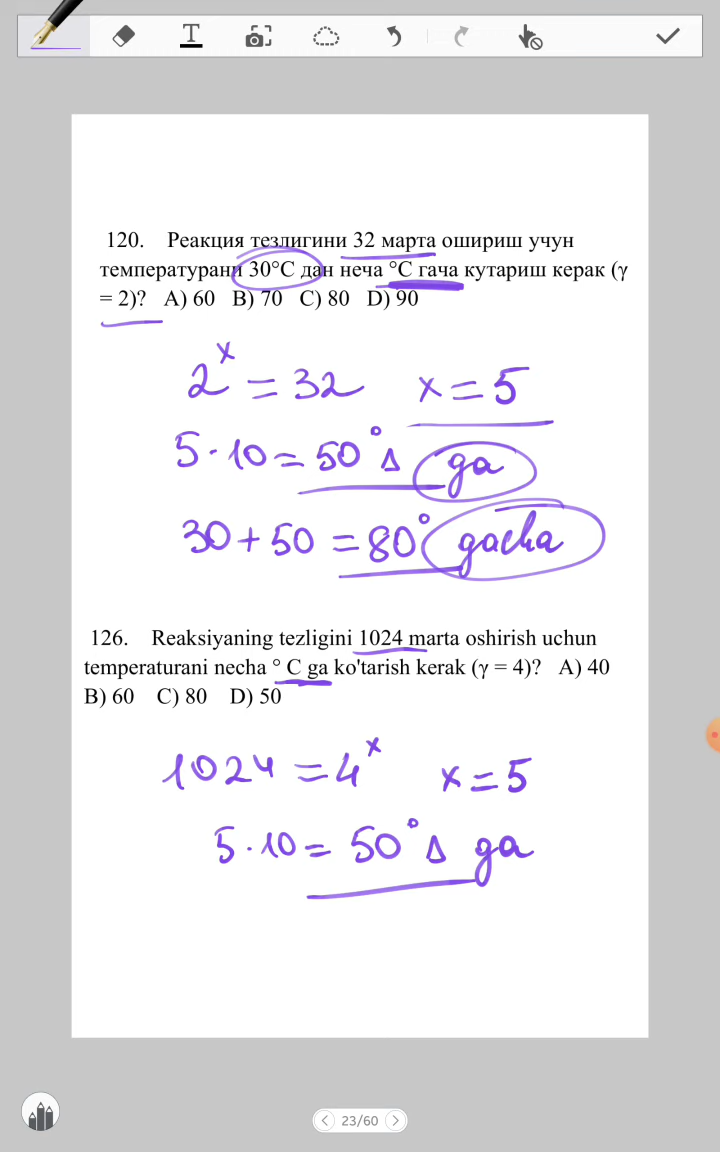 T
120. Реакция тезлигини 32 марта ошириш учун
температурани 30°C дан неча °C гача кутариш керак (γ
= 2)? A) 60 B) 70 C) 80 D) 90
2^x = 32 x = 5
5·10 = 50° Δ ga
30 + 50 = 80° gacha
126. Reaksiyaning tezligini 1024 marta oshirish uchun
temperaturani necha ° C ga ko'tarish kerak (γ = 4)? A) 40
B) 60 C) 80 D) 50
1024 = 4^x x = 5
5·10 = 50° Δ ga
23/60